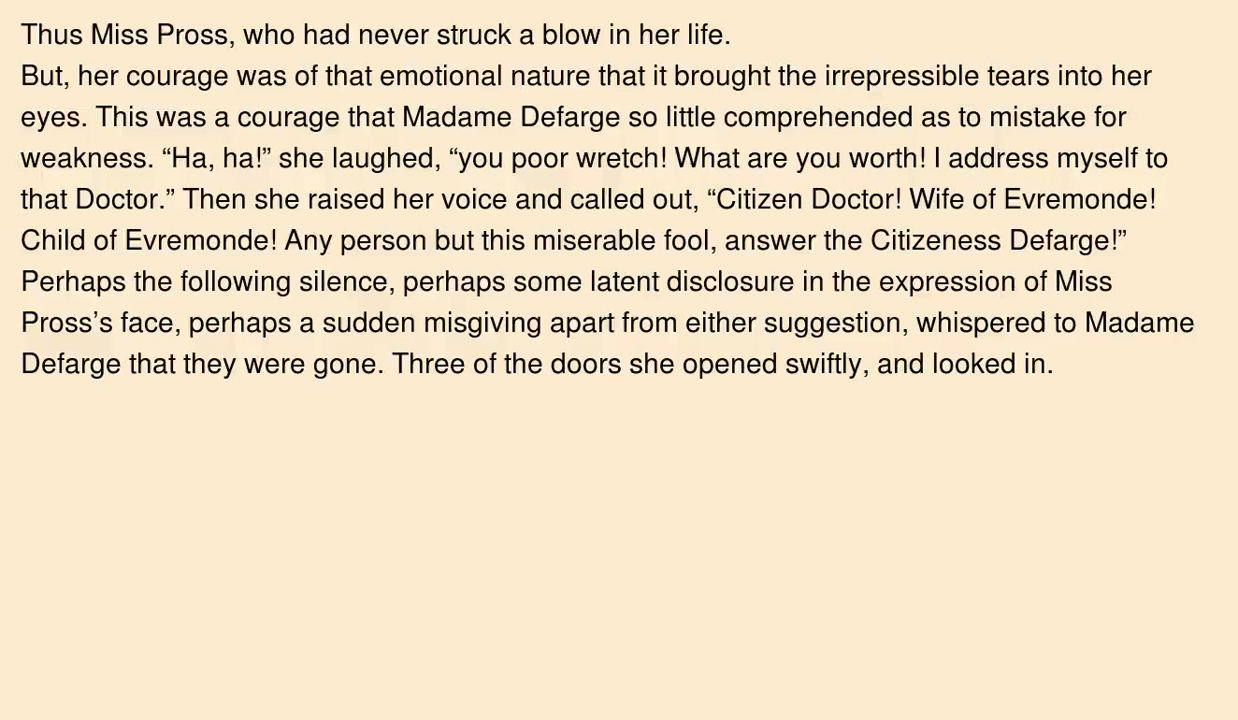 Thus Miss Pross, who had never struck a blow in her life.
But, her courage was of that emotional nature that it brought the irrepressible tears into her
eyes. This was a courage that Madame Defarge so little comprehended as to mistake for
weakness. “Ha, ha!” she laughed, “you poor wretch! What are you worth! I address myself to
that Doctor.” Then she raised her voice and called out, “Citizen Doctor! Wife of Evremonde!
Child of Evremonde! Any person but this miserable fool, answer the Citizeness Defarge!”
Perhaps the following silence, perhaps some latent disclosure in the expression of Miss
Pross’s face, perhaps a sudden misgiving apart from either suggestion, whispered to Madame
Defarge that they were gone. Three of the doors she opened swiftly, and looked in.